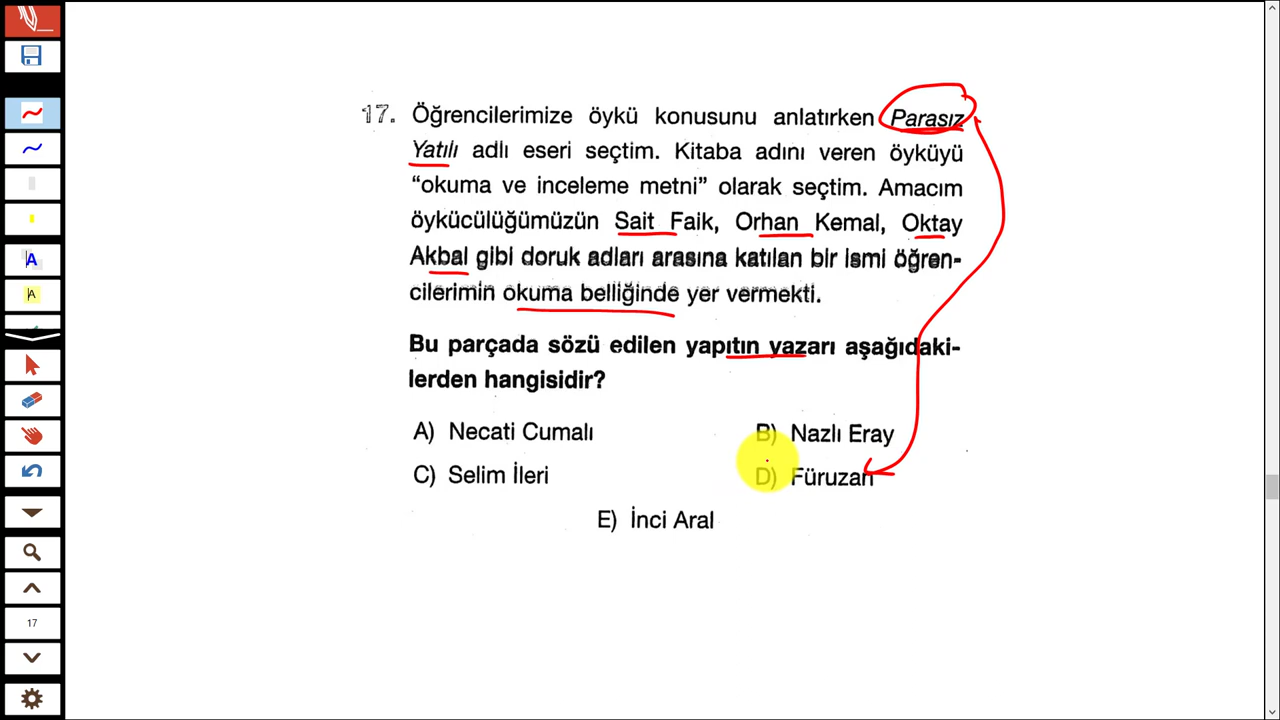 17. Öğrencilerimize öykü konusunu anlatırken Parasız
Yatılı adlı eseri seçtim. Kitaba adını veren öyküyü
“okuma ve inceleme metni” olarak seçtim. Amacım
öykücülüğümüzün Sait Faik, Orhan Kemal, Oktay
Akbal gibi doruk adları arasına katılan bir ismi öğren-
cilerimin okuma belliğinde yer vermekti.
Bu parçada sözü edilen yapıtın yazarı aşağıdaki-
lerden hangisidir?
A) Necati Cumalı B) Nazlı Eray
C) Selim İleri D) Füruzan
E) İnci Aral
A
A
17